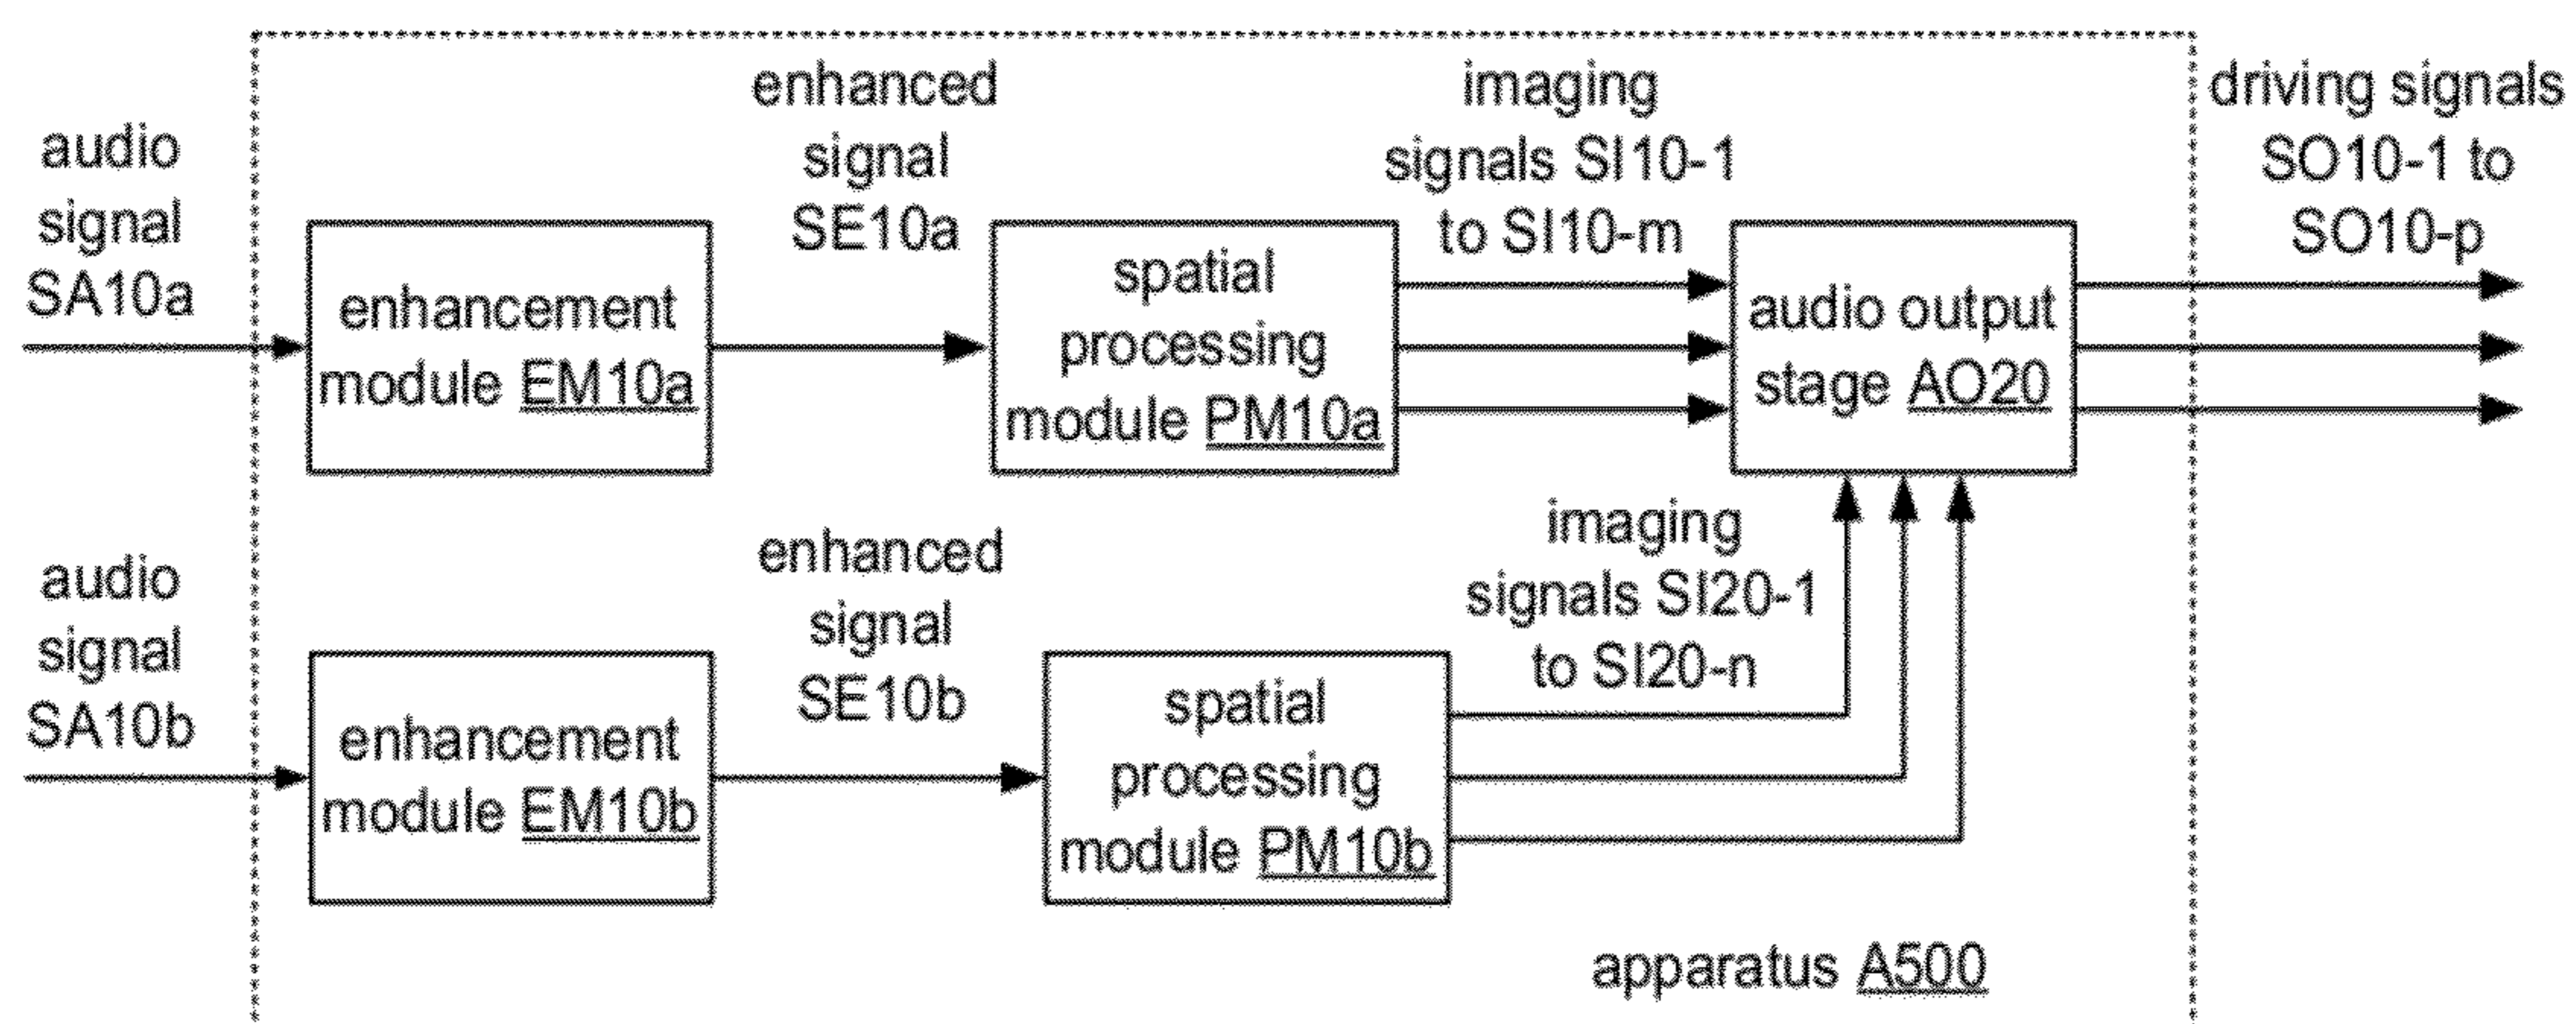 audio
signal
SA10a
enhancement
module EM10a
enhanced
signal
SE10a
spatial
processing
module PM10a
imaging
signals SI10-1
to SI10-m
audio output
stage AO20
driving signals
SO10-1 to
SO10-p
audio
signal
SA10b
enhancement
module EM10b
enhanced
signal
SE10b
spatial
processing
module PM10b
imaging
signals SI20-1
to SI20-n
apparatus A500